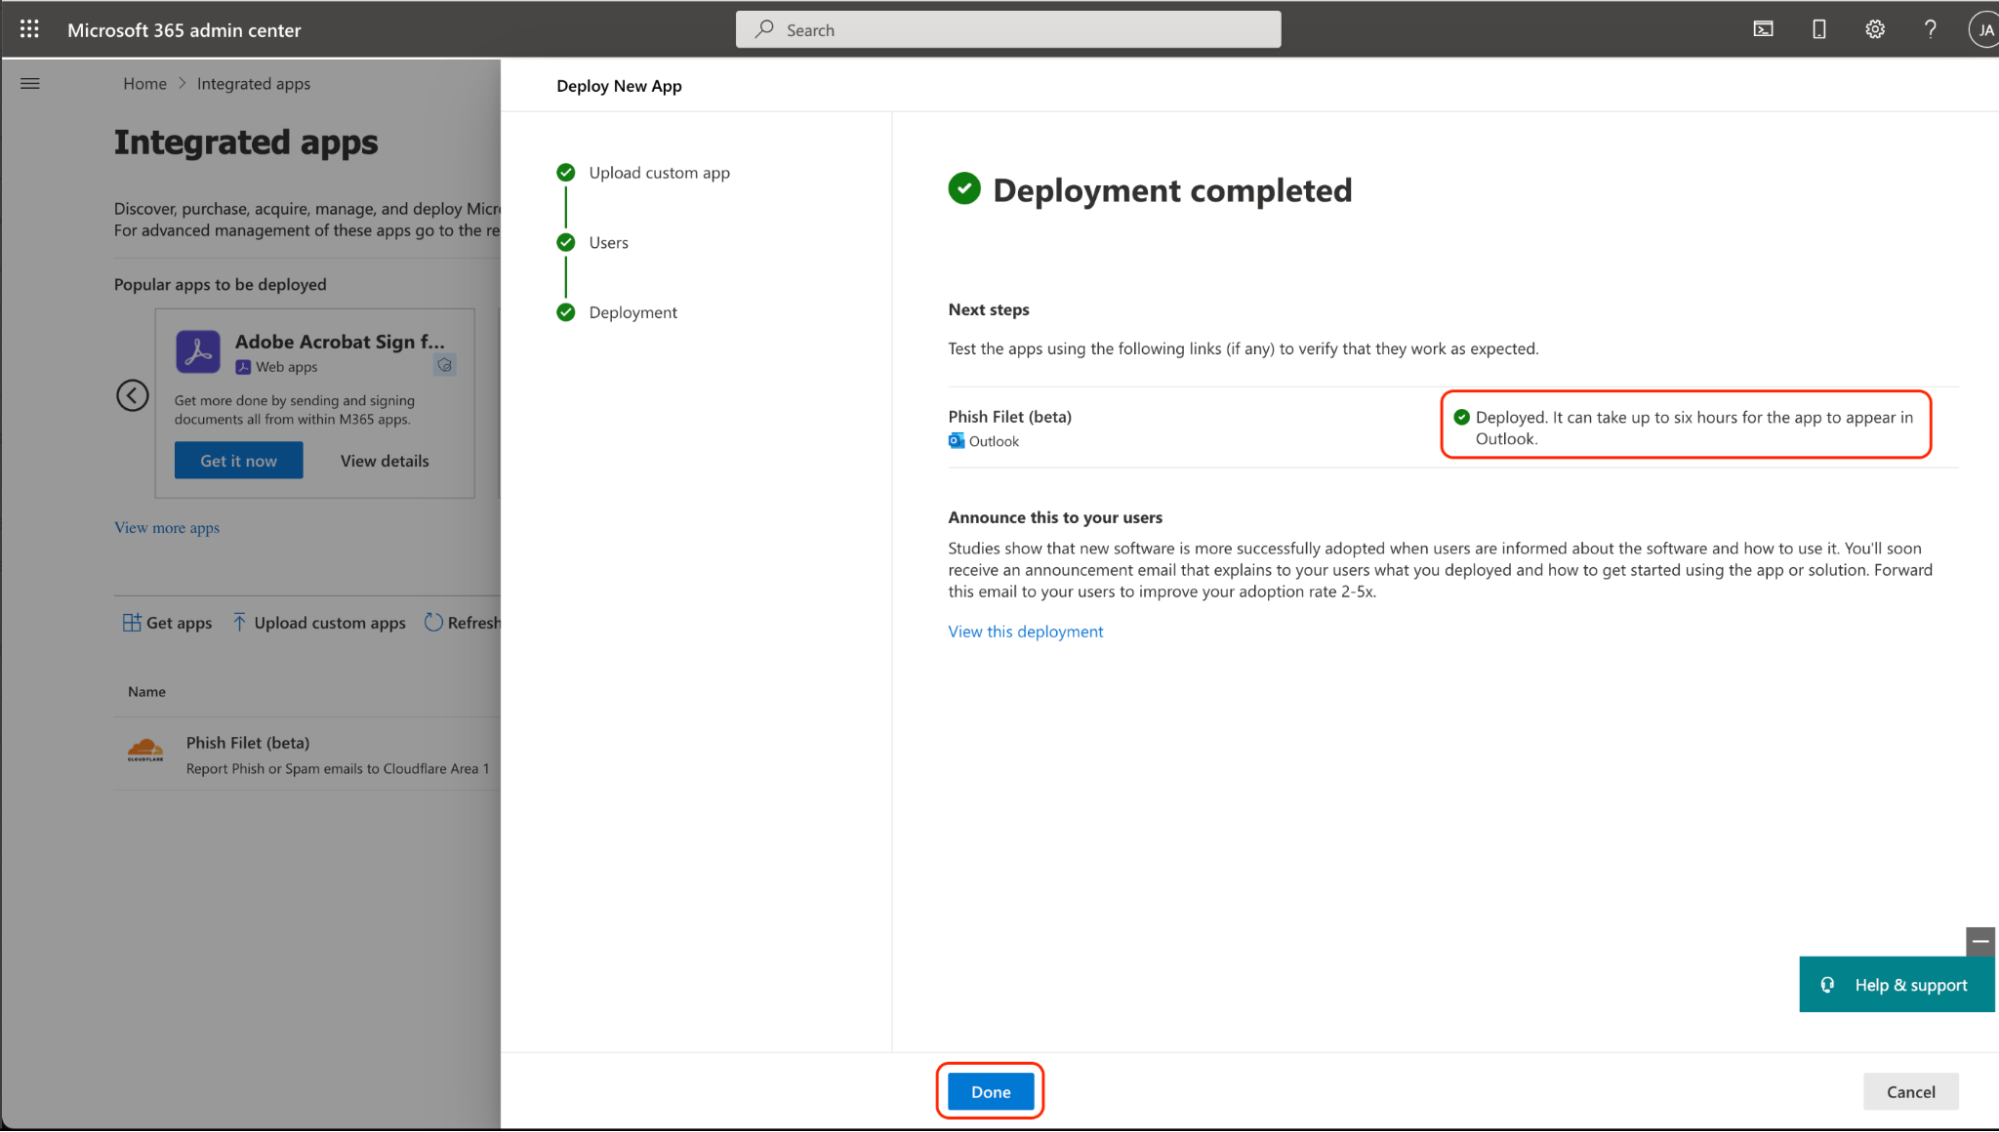 Microsoft 365 admin center
Search
JA
Home
Integrated apps
Integrated apps
Discover, purchase, acquire, manage, and deploy Micr
For advanced management of these apps go to the re
Popular apps to be deployed
Adobe Acrobat Sign f...
Web apps
Get more done by sending and signing
documents all from within M365 apps.
Get it now
View details
View more apps
Get apps
Upload custom apps
Refresh
Name
CLOUDFLARE
Phish Filet (beta)
Report Phish or Spam emails to Cloudflare Area 1
Deploy New App
Upload custom app
Users
Deployment
Deployment completed
Next steps
Test the apps using the following links (if any) to verify that they work as expected.
Phish Filet (beta)
Outlook
Deployed. It can take up to six hours for the app to appear in
Outlook.
Announce this to your users
Studies show that new software is more successfully adopted when users are informed about the software and how to use it. You'll soon
receive an announcement email that explains to your users what you deployed and how to get started using the app or solution. Forward
this email to your users to improve your adoption rate 2-5x.
View this deployment
Help & support
Done
Cancel